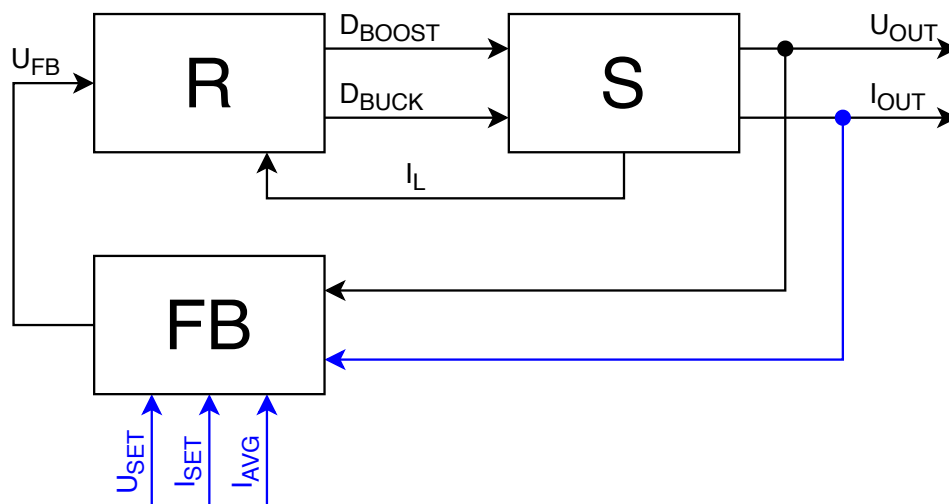 D_BOOST
U_OUT
U_FB
R
S
D_BUCK
I_OUT
I_L
FB
U_SET
I_SET
I_AVG